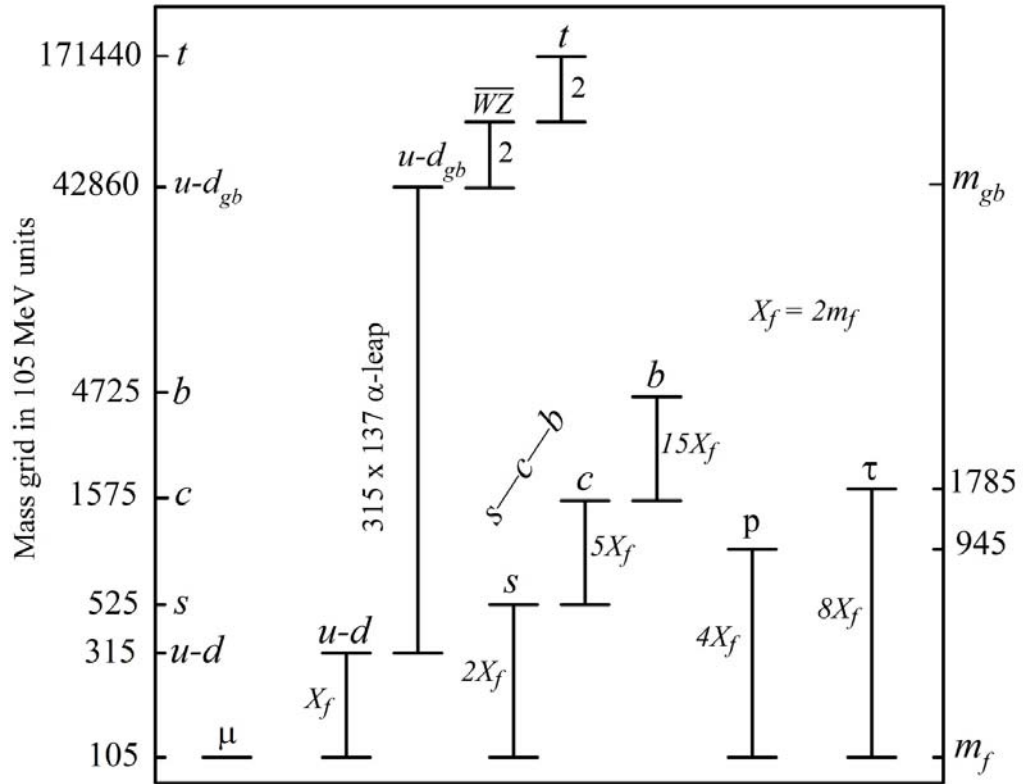 t
171440 t
2
WZ
u-d_gb
2
42860 u-d_gb
m_gb
Mass grid in 105 MeV units
X_f = 2m_f
315 x 137 α-leap
4725 b
b
s c b
15X_f
τ
1785
1575 c
c
p
945
5X_f
525 s
s
8X_f
4X_f
315 u-d
u-d
2X_f
X_f
μ
105
m_f